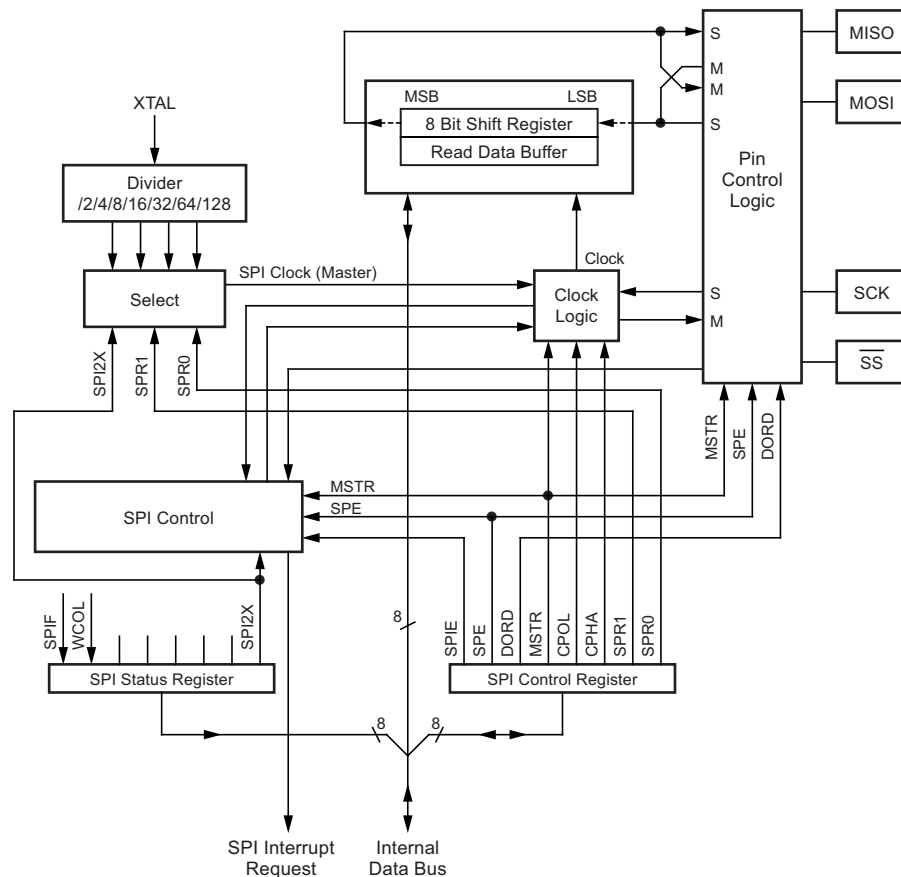 MISO
MOSI
SCK
SS
S
M
M
S
S
M
Pin
Control
Logic
MSB
LSB
8 Bit Shift Register
Read Data Buffer
XTAL
Divider
/2/4/8/16/32/64/128
Select
SPI Clock (Master)
Clock
Clock
Logic
SPI2X
SPR1
SPR0
MSTR
SPE
DORD
MSTR
SPE
SPI Control
SPIF
WCOL
SPI2X
8
SPIE
SPE
DORD
MSTR
CPOL
CPHA
SPR1
SPR0
SPI Status Register
SPI Control Register
8
8
SPI Interrupt
Request
Internal
Data Bus